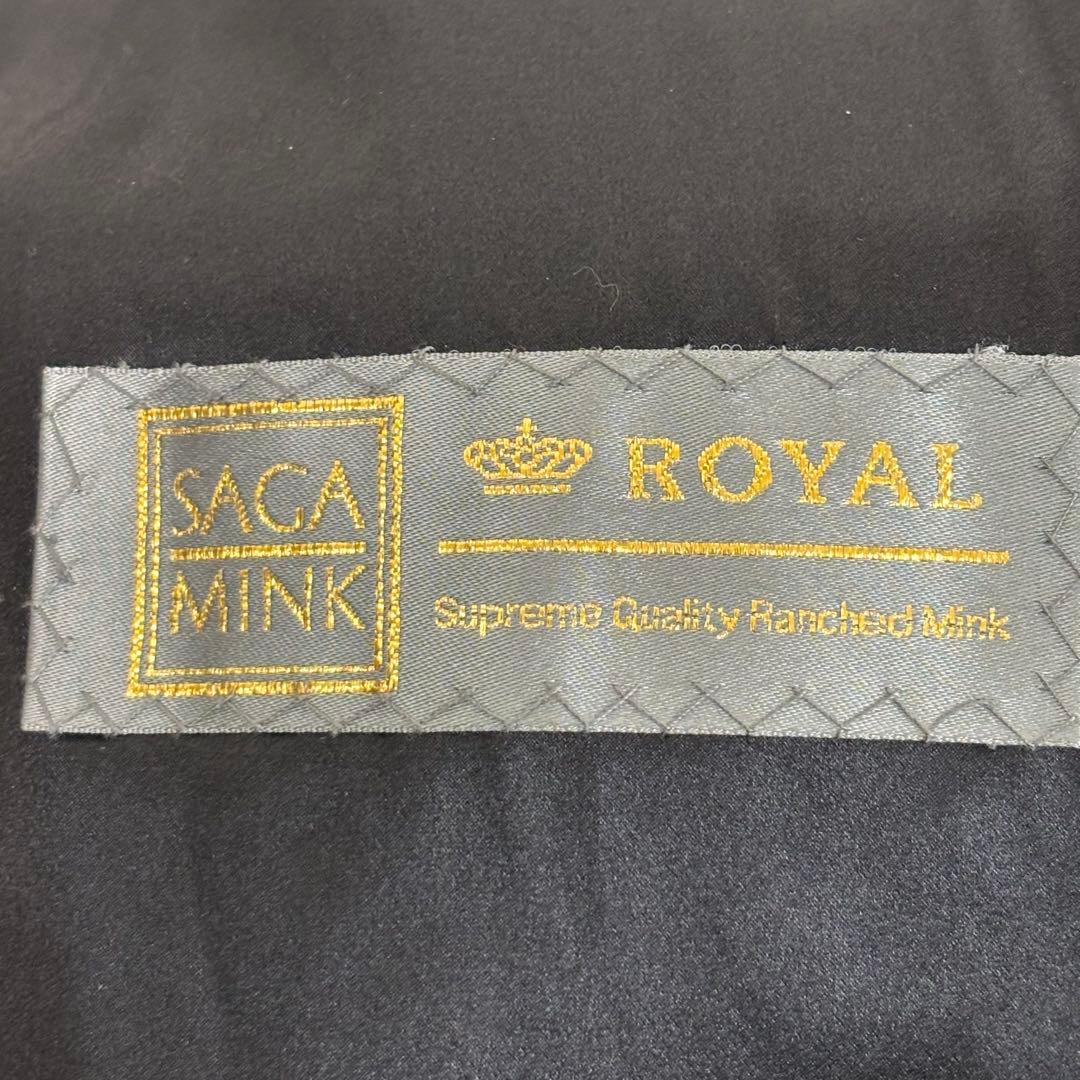 SAGA
MINK
ROYAL
Supreme Quality Ranched Mink